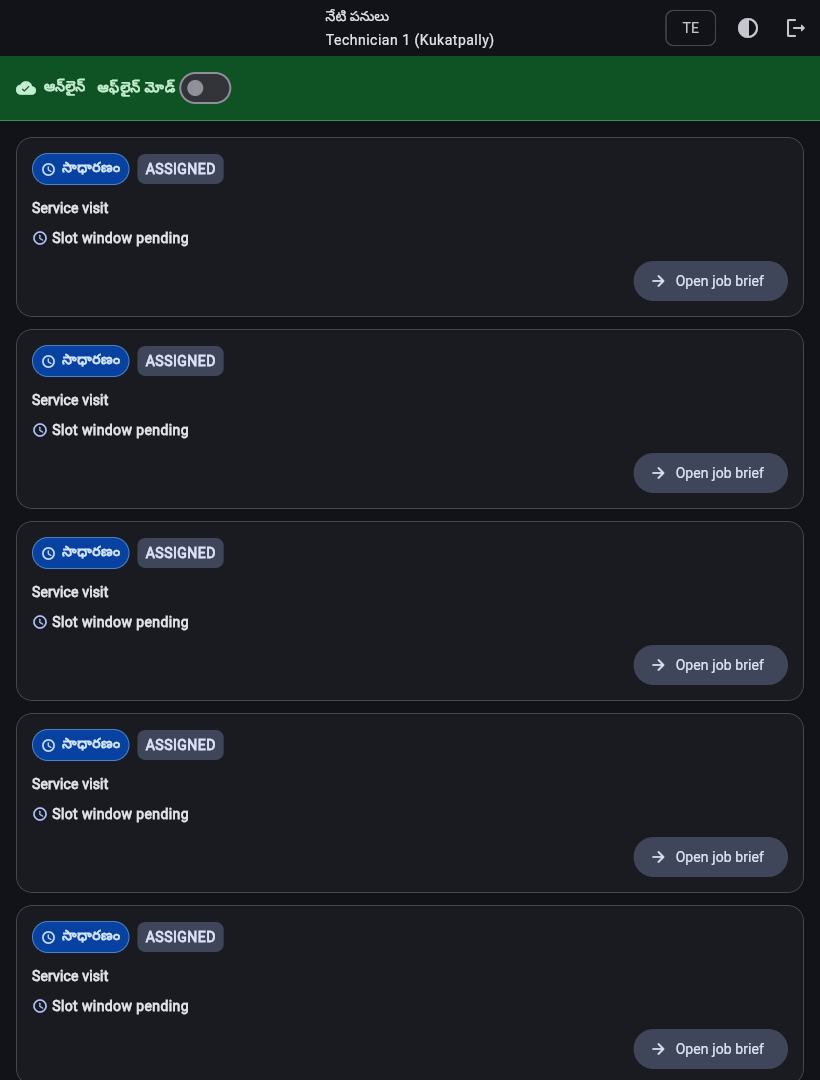 నేటి పనులు
Technician 1 (Kukatpally)
TE
ఆన్‌లైన్ ఆఫ్‌లైన్ మోడ్
సాధారణం ASSIGNED
Service visit
Slot window pending
Open job brief
సాధారణం ASSIGNED
Service visit
Slot window pending
Open job brief
సాధారణం ASSIGNED
Service visit
Slot window pending
Open job brief
సాధారణం ASSIGNED
Service visit
Slot window pending
Open job brief
సాధారణం ASSIGNED
Service visit
Slot window pending
Open job brief